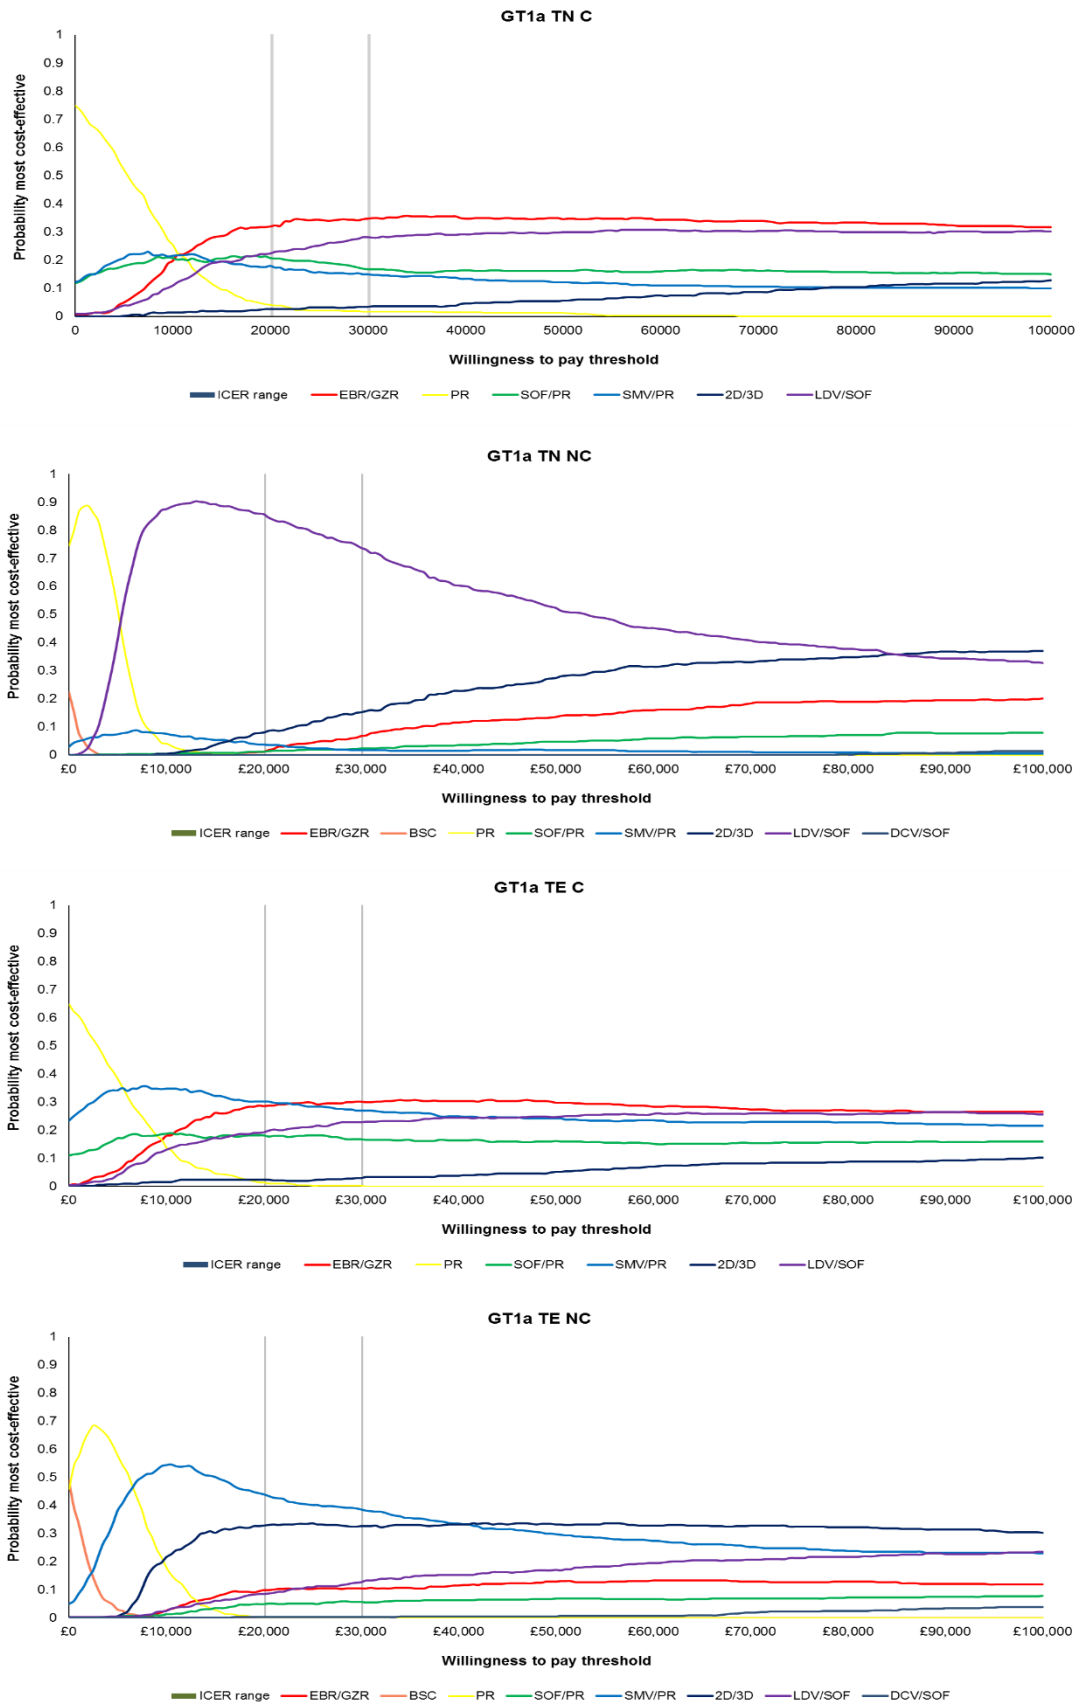 GT1a TN C
Probability most cost-effective
1
0.9
0.8
0.7
0.6
0.5
0.4
0.3
0.2
0.1
0
0 10000 20000 30000 40000 50000 60000 70000 80000 90000 100000
Willingness to pay threshold
ICER range EBR/GZR PR SOF/PR SMV/PR 2D/3D LDV/SOF
GT1a TN NC
Probability most cost-effective
1
0.9
0.8
0.7
0.6
0.5
0.4
0.3
0.2
0.1
0
£0 £10,000 £20,000 £30,000 £40,000 £50,000 £60,000 £70,000 £80,000 £90,000 £100,000
Willingness to pay threshold
ICER range EBR/GZR BSC PR SOF/PR SMV/PR 2D/3D LDV/SOF DCV/SOF
GT1a TE C
Probability most cost-effective
1
0.9
0.8
0.7
0.6
0.5
0.4
0.3
0.2
0.1
0
£0 £10,000 £20,000 £30,000 £40,000 £50,000 £60,000 £70,000 £80,000 £90,000 £100,000
Willingness to pay threshold
ICER range EBR/GZR PR SOF/PR SMV/PR 2D/3D LDV/SOF
GT1a TE NC
Probability most cost-effective
1
0.9
0.8
0.7
0.6
0.5
0.4
0.3
0.2
0.1
0
£0 £10,000 £20,000 £30,000 £40,000 £50,000 £60,000 £70,000 £80,000 £90,000 £100,000
Willingness to pay threshold
ICER range EBR/GZR BSC PR SOF/PR SMV/PR 2D/3D LDV/SOF DCV/SOF